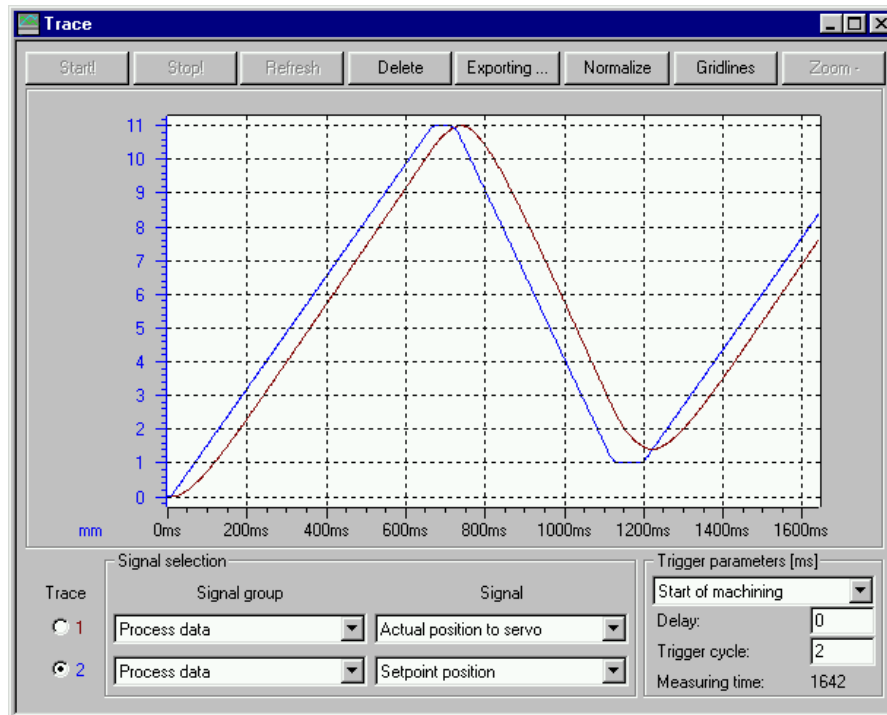 Trace
Start! Stop! Refresh Delete Exporting ... Normalize Gridlines Zoom -
11
10
9
8
7
6
5
4
3
2
1
0
mm 0ms 200ms 400ms 600ms 800ms 1000ms 1200ms 1400ms 1600ms
Signal selection Trigger parameters [ms]
Trace Signal group Signal Start of machining
1 Process data Actual position to servo Delay: 0
Trigger cycle: 2
2 Process data Setpoint position Measuring time: 1642